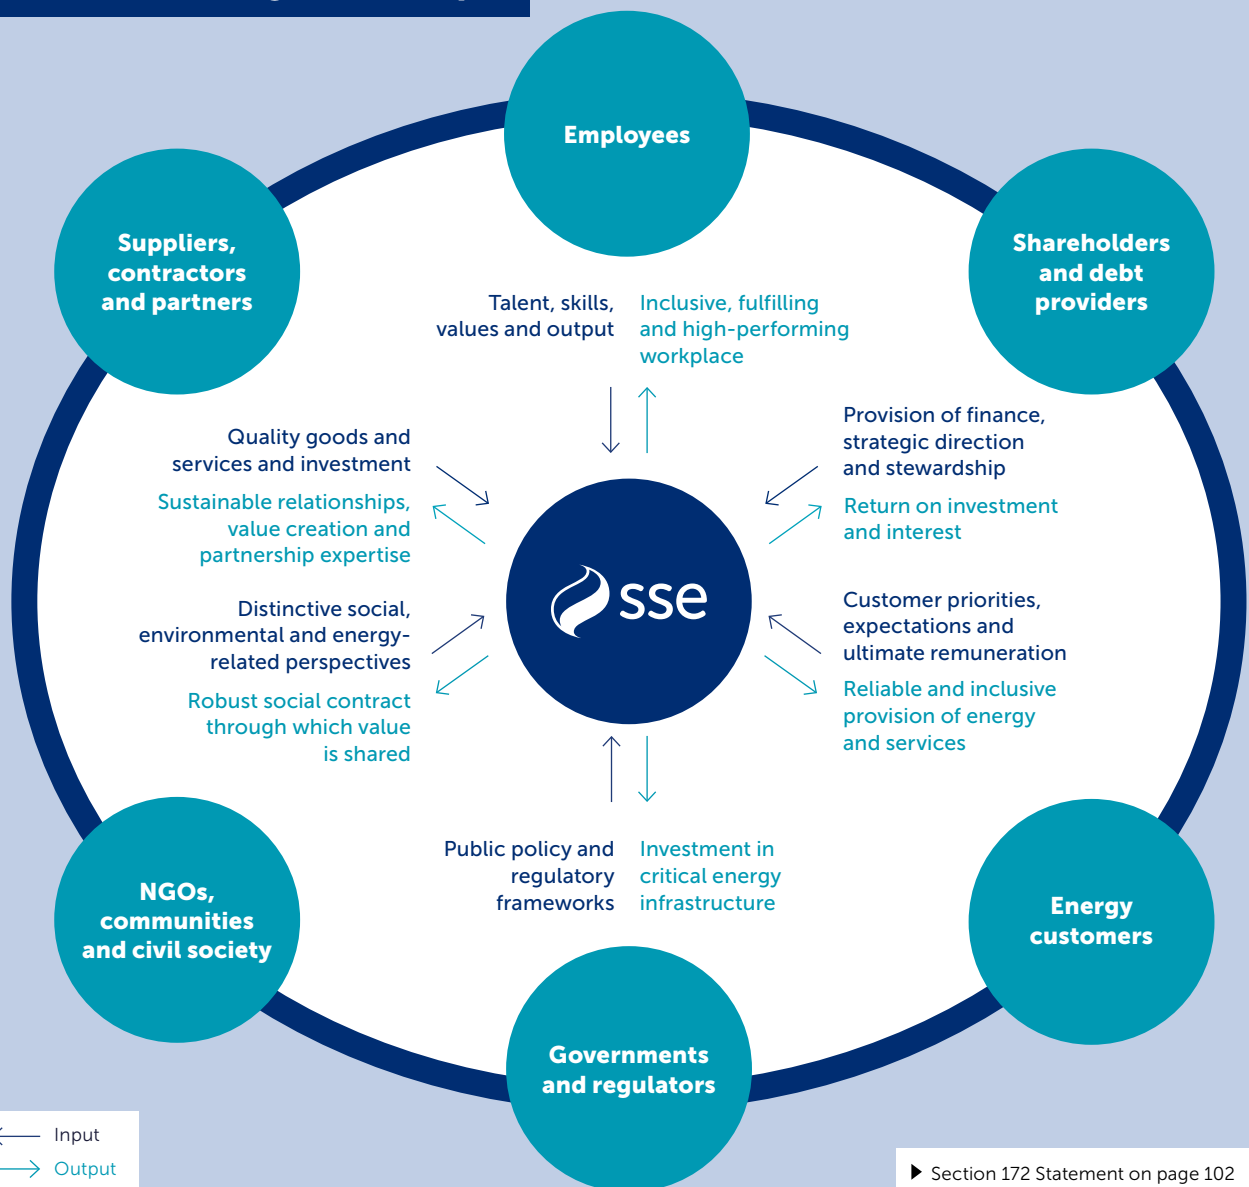 Employees
Suppliers,
contractors
and partners
Shareholders
and debt
providers
Talent, skills,
values and output
Inclusive, fulfilling
and high-performing
workplace
Quality goods and
services and investment
Sustainable relationships,
value creation and
partnership expertise
Provision of finance,
strategic direction
and stewardship
Return on investment
and interest
sse
Distinctive social,
environmental and energy-
related perspectives
Robust social contract
through which value
is shared
Customer priorities,
expectations and
ultimate remuneration
Reliable and inclusive
provision of energy
and services
Public policy and
regulatory
frameworks
Investment in
critical energy
infrastructure
NGOs,
communities
and civil society
Energy
customers
Governments
and regulators
Input
Output
Section 172 Statement on page 102